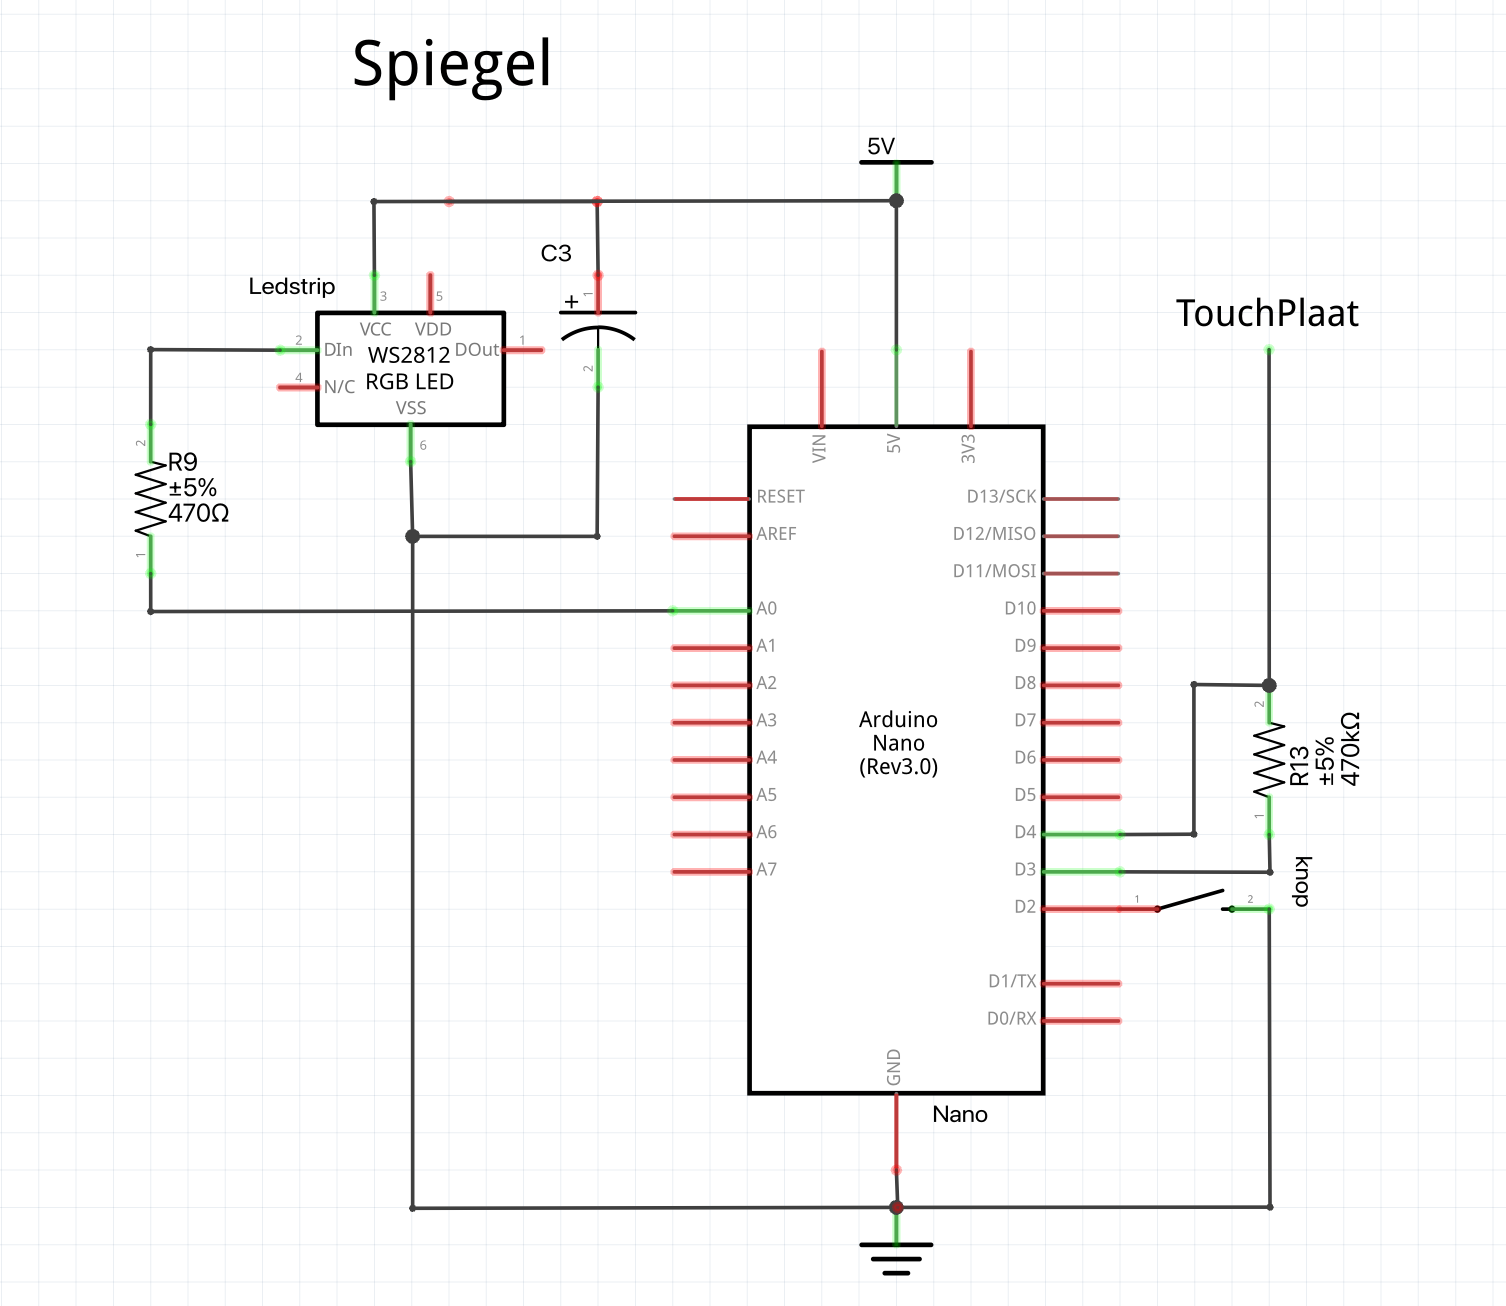 Spiegel
5V
C3
Ledstrip
TouchPlaat
3
5
1
+
VCC
VDD
2
DIn
WS2812
DOut
1
4
N/C
RGB LED
VSS
2
6
2
R9
±5%
470Ω
1
VIN
5V
3V3
RESET
D13/SCK
AREF
D12/MISO
D11/MOSI
A0
D10
A1
D9
A2
D8
A3
D7
A4
D6
A5
D5
A6
D4
A7
D3
D2
D1/TX
D0/RX
Arduino
Nano
(Rev3.0)
2
R13
±5%
470kΩ
1
knop
1
2
GND
Nano